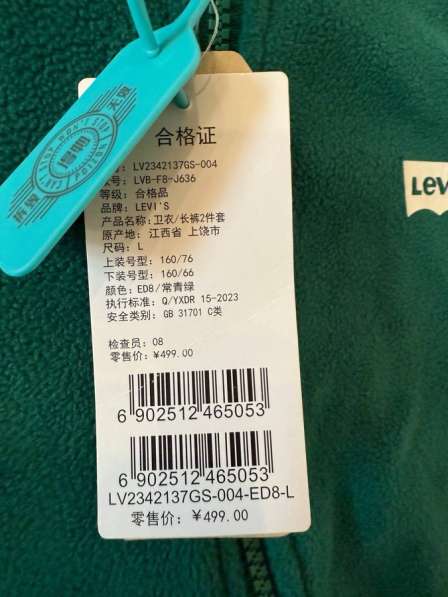 合格证
号: LV2342137GS-004
号: LVB-F8-J636
等级: 合格品
品牌: LEVI'S
产品名称:卫衣/长裤2件套
原产地: 江西省 上饶市
尺码: L
上装号型: 160/76
下装号型: 160/66
颜色: ED8/常青绿
执行标准: Q/YXDR 15-2023
安全类别: GB 31701 C类
检查员: 08
零售价: ¥499.00
6 902512 465053
6 902512 465053
LV2342137GS-004-ED8-L
零售价: ¥499.00
LEV